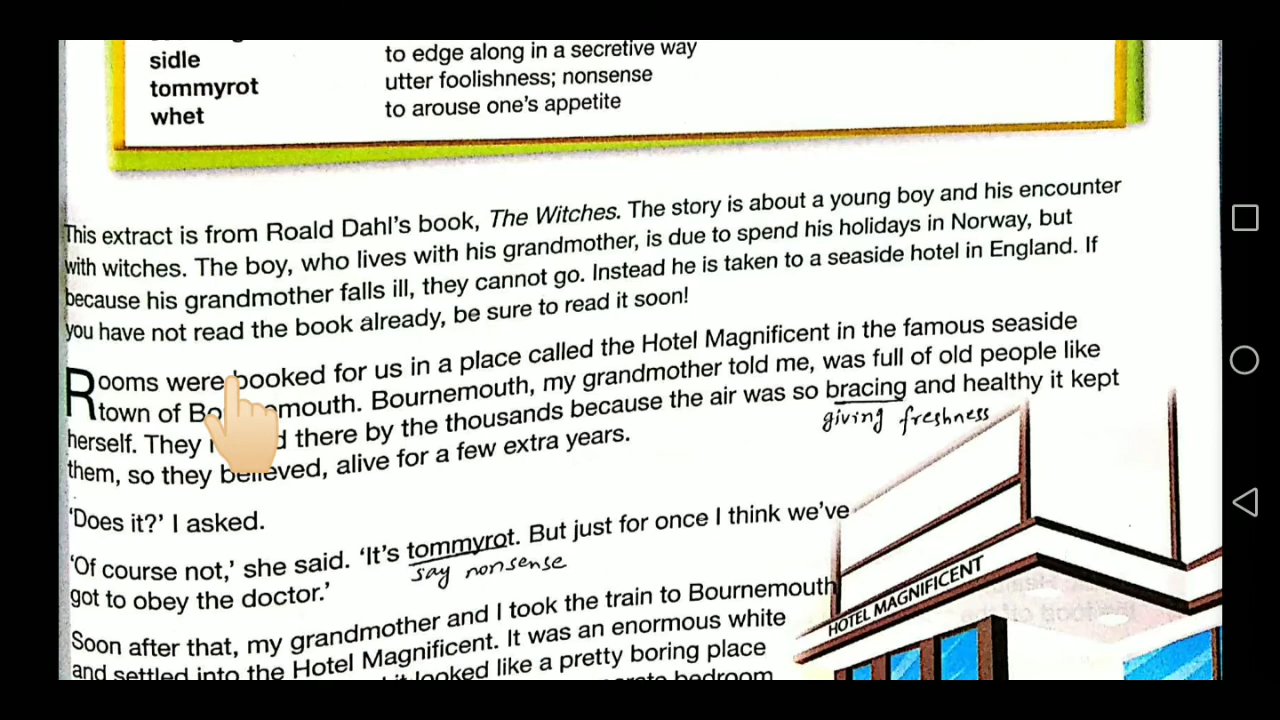 sidle to edge along in a secretive way
tommyrot utter foolishness; nonsense
whet to arouse one's appetite
This extract is from Roald Dahl's book, The Witches. The story is about a young boy and his encounter
with witches. The boy, who lives with his grandmother, is due to spend his holidays in Norway, but
because his grandmother falls ill, they cannot go. Instead he is taken to a seaside hotel in England. If
you have not read the book already, be sure to read it soon!
Rooms were booked for us in a place called the Hotel Magnificent in the famous seaside
town of Bournemouth. Bournemouth, my grandmother told me, was full of old people like
herself. They there by the thousands because the air was so bracing and healthy it kept
giving freshness
them, so they believed, alive for a few extra years.
'Does it?' I asked.
'Of course not,' she said. 'It's tommyrot. But just for once I think we've
say nonsense
got to obey the doctor.'
Soon after that, my grandmother and I took the train to Bournemouth
and settled into the Hotel Magnificent. It was an enormous white
looked like a pretty boring place
bedroom
HOTEL MAGNIFICENT